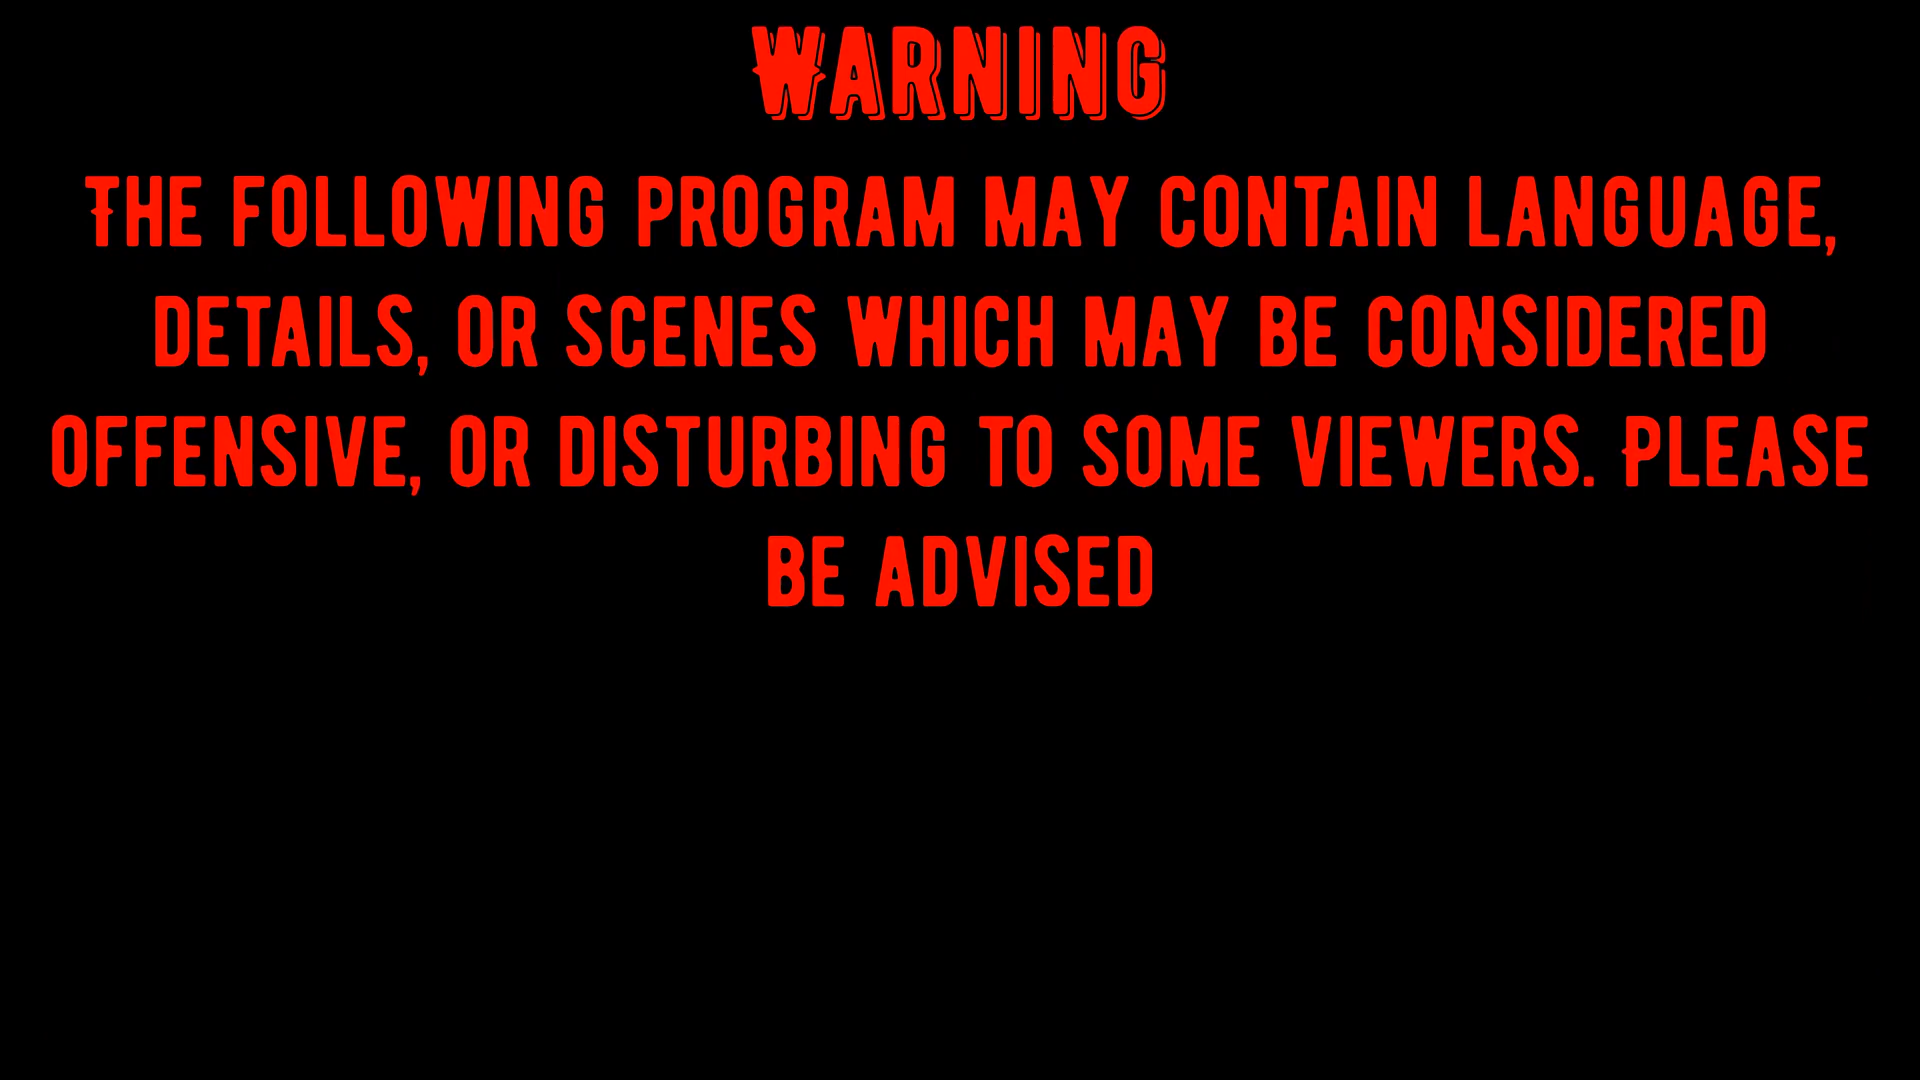 WARNING
THE FOLLOWING PROGRAM MAY CONTAIN LANGUAGE,
DETAILS, OR SCENES WHICH MAY BE CONSIDERED
OFFENSIVE, OR DISTURBING TO SOME VIEWERS. PLEASE
BE ADVISED